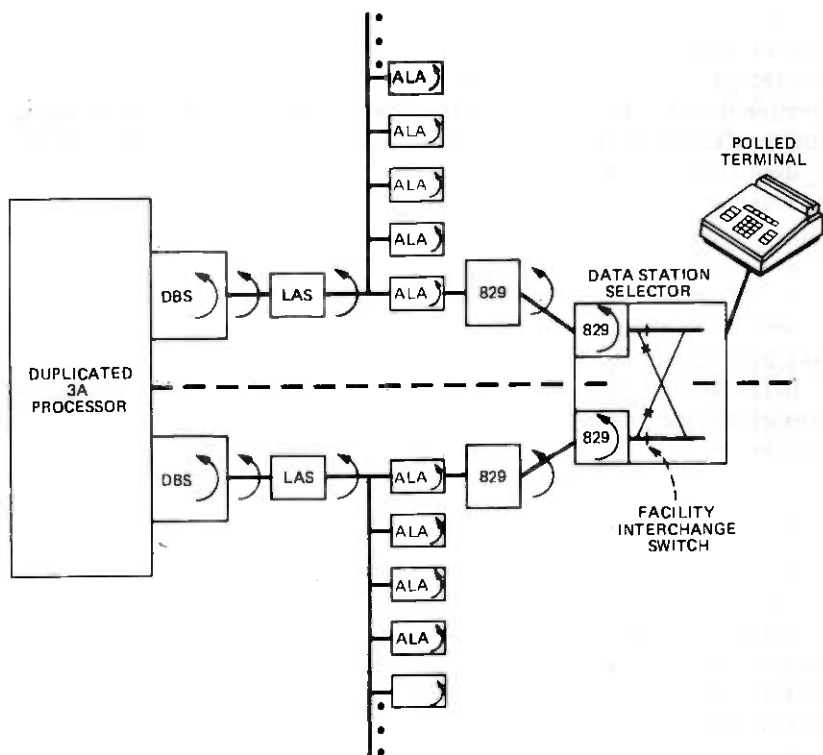 ALA
ALA
POLLED
TERMINAL
ALA
ALA
DATA STATION
SELECTOR
DBS
LAS
ALA
829
829
DUPLICATED
3A
PROCESSOR
829
DBS
LAS
ALA
829
FACILITY
INTERCHANGE
SWITCH
ALA
ALA
ALA